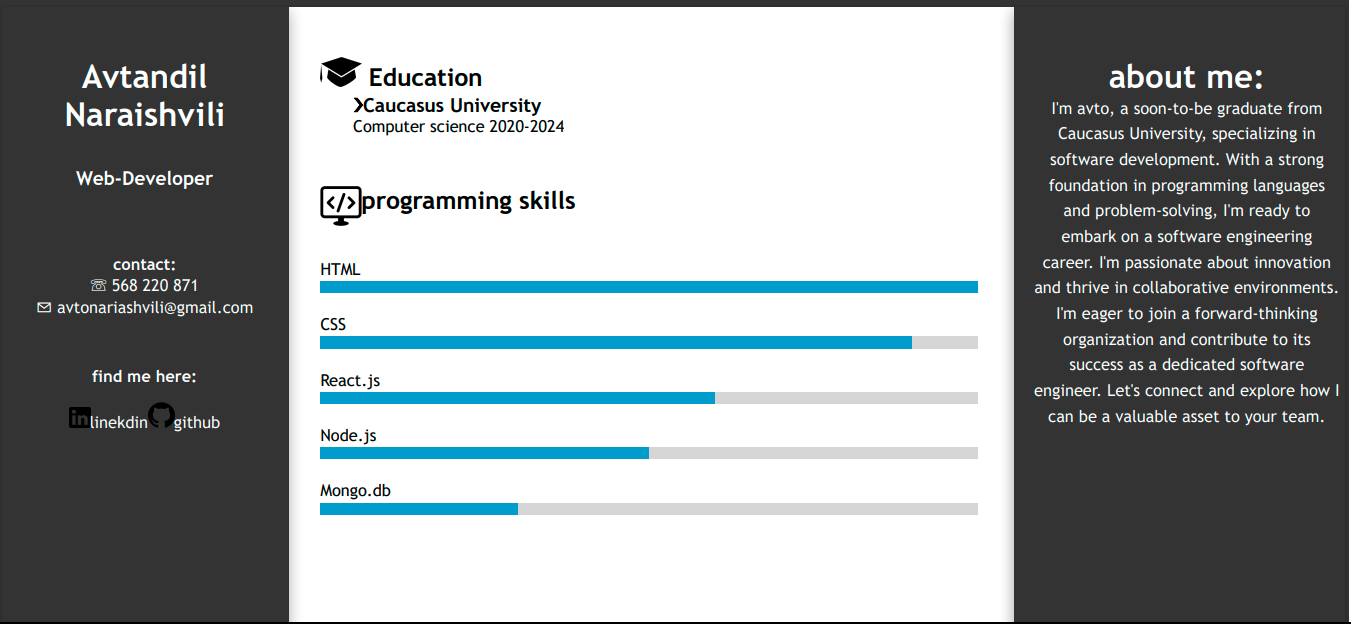 Avtandil
Naraishvili
Web-Developer
contact:
☏ 568 220 871
✉ avtonariashvili@gmail.com
find me here:
in linekdin github
Education
Caucasus University
Computer science 2020-2024
</> programming skills
HTML
CSS
React.js
Node.js
Mongo.db
about me:
I'm avto, a soon-to-be graduate from
Caucasus University, specializing in
software development. With a strong
foundation in programming languages
and problem-solving, I'm ready to
embark on a software engineering
career. I'm passionate about innovation
and thrive in collaborative environments.
I'm eager to join a forward-thinking
organization and contribute to its
success as a dedicated software
engineer. Let's connect and explore how I
can be a valuable asset to your team.